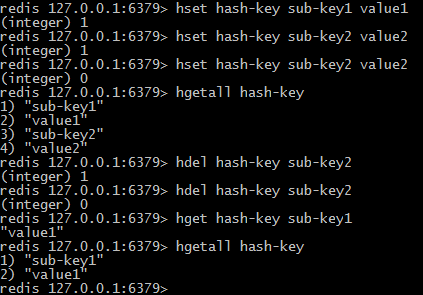 redis 127.0.0.1:6379> hset hash-key sub-key1 value1
(integer) 1
redis 127.0.0.1:6379> hset hash-key sub-key2 value2
(integer) 1
redis 127.0.0.1:6379> hset hash-key sub-key2 value2
(integer) 0
redis 127.0.0.1:6379> hgetall hash-key
1) "sub-key1"
2) "value1"
3) "sub-key2"
4) "value2"
redis 127.0.0.1:6379> hdel hash-key sub-key2
(integer) 1
redis 127.0.0.1:6379> hdel hash-key sub-key2
(integer) 0
redis 127.0.0.1:6379> hget hash-key sub-key1
"value1"
redis 127.0.0.1:6379> hgetall hash-key
1) "sub-key1"
2) "value1"
redis 127.0.0.1:6379>